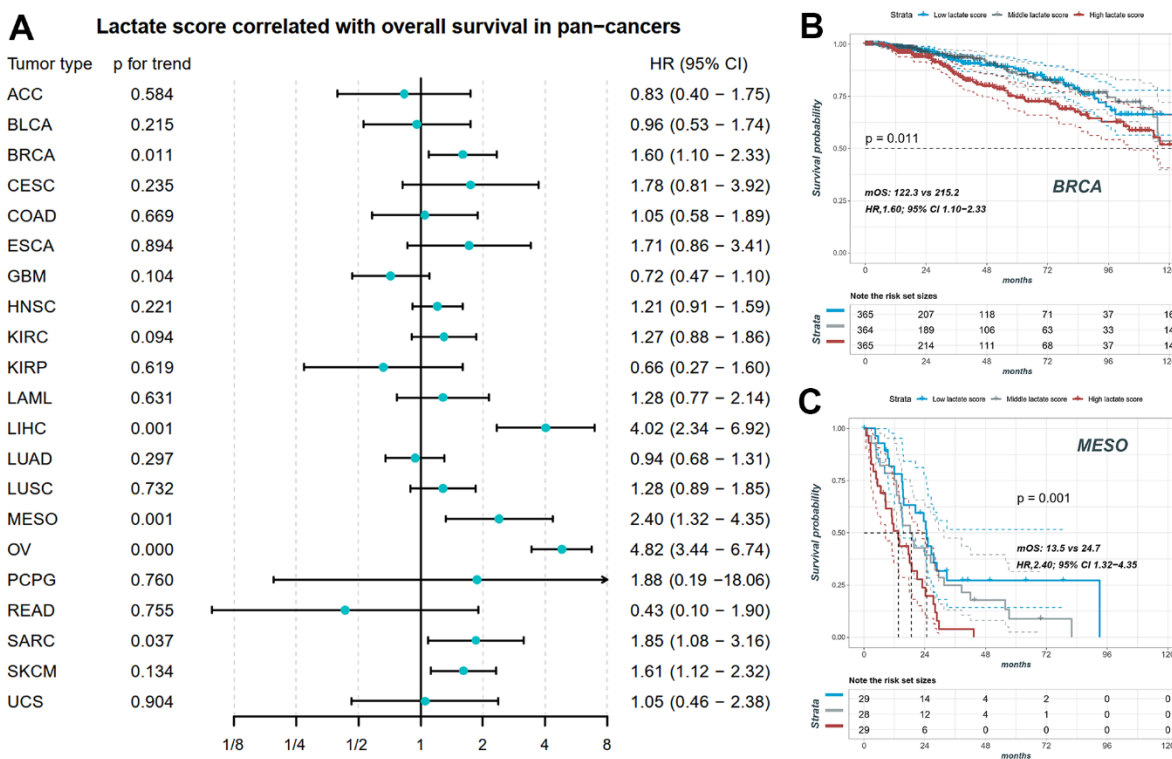 A
Lactate score correlated with overall survival in pan−cancers
Tumor type p for trend HR (95% CI)
ACC 0.584 0.83 (0.40 − 1.75)
BLCA 0.215 0.96 (0.53 − 1.74)
BRCA 0.011 1.60 (1.10 − 2.33)
CESC 0.235 1.78 (0.81 − 3.92)
COAD 0.669 1.05 (0.58 − 1.89)
ESCA 0.894 1.71 (0.86 − 3.41)
GBM 0.104 0.72 (0.47 − 1.10)
HNSC 0.221 1.21 (0.91 − 1.59)
KIRC 0.094 1.27 (0.88 − 1.86)
KIRP 0.619 0.66 (0.27 − 1.60)
LAML 0.631 1.28 (0.77 − 2.14)
LIHC 0.001 4.02 (2.34 − 6.92)
LUAD 0.297 0.94 (0.68 − 1.31)
LUSC 0.732 1.28 (0.89 − 1.85)
MESO 0.001 2.40 (1.32 − 4.35)
OV 0.000 4.82 (3.44 − 6.74)
PCPG 0.760 1.88 (0.19 −18.06)
READ 0.755 0.43 (0.10 − 1.90)
SARC 0.037 1.85 (1.08 − 3.16)
SKCM 0.134 1.61 (1.12 − 2.32)
UCS 0.904 1.05 (0.46 − 2.38)
1/8 1/4 1/2 1 2 4 8
B
Strata Low lactate score Middle lactate score High lactate score
Survival probability
1.00
0.75
0.50
0.25
0.00
p = 0.011
BRCA
mOS: 122.3 vs 215.2
HR,1.60; 95% CI 1.10−2.33
0 24 48 72 96 120
months
Note the risk set sizes
Strata
365 207 118 71 37 16
364 189 106 63 33 14
365 214 111 68 37 14
0 24 48 72 96 120
months
C
Strata Low lactate score Middle lactate score High lactate score
Survival probability
1.00
0.75
0.50
0.25
0.00
MESO
p = 0.001
mOS: 13.5 vs 24.7
HR,2.40; 95% CI 1.32−4.35
0 24 48 72 96 120
months
Note the risk set sizes
Strata
29 14 4 2 0 0
28 12 4 1 0 0
29 6 0 0 0 0
0 24 48 72 96 120
months